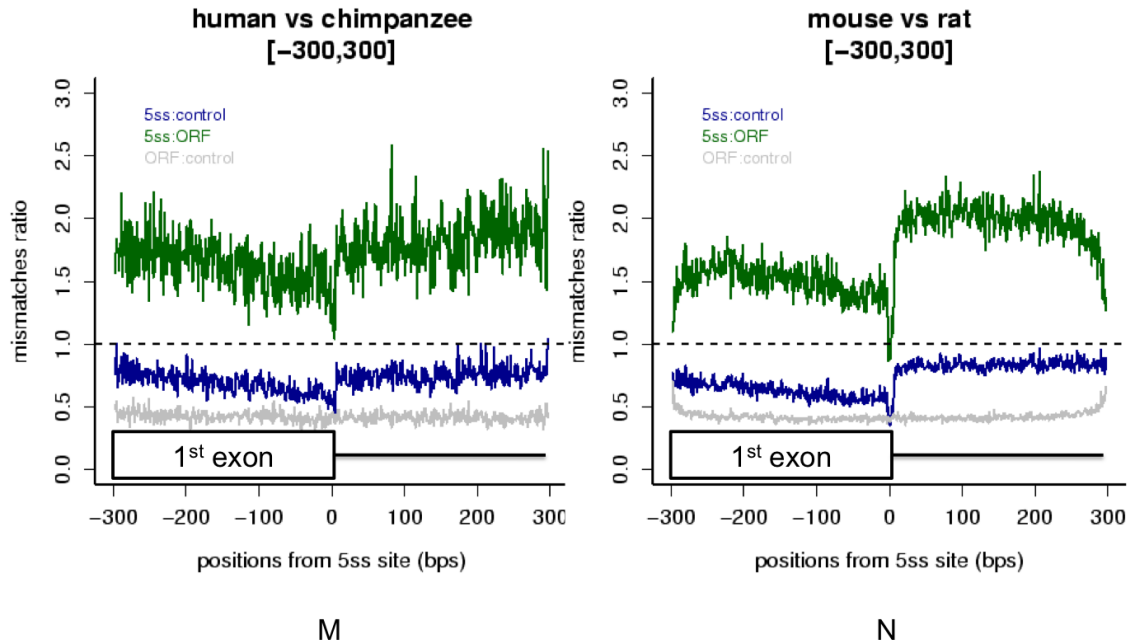 human vs chimpanzee
[−300,300]
mismatches ratio
3.0
2.5
2.0
1.5
1.0
0.5
0.0
5ss:control
5ss:ORF
ORF:control
1st exon
−300 −200 −100 0 100 200 300
positions from 5ss site (bps)
M
mouse vs rat
[−300,300]
mismatches ratio
3.0
2.5
2.0
1.5
1.0
0.5
0.0
5ss:control
5ss:ORF
ORF:control
1st exon
−300 −200 −100 0 100 200 300
positions from 5ss site (bps)
N